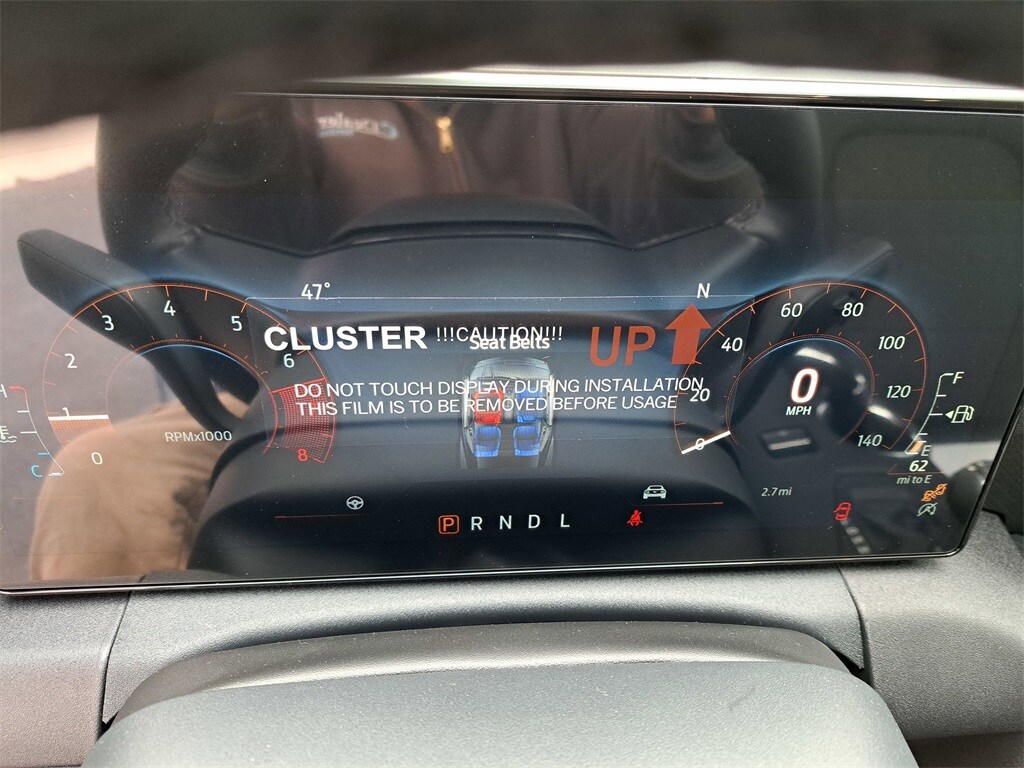 47°
N
CLUSTER !!!CAUTION!!! UP
Seat Belts
DO NOT TOUCH DISPLAY DURING INSTALLATION
THIS FILM IS TO BE REMOVED BEFORE USAGE
0
1
2
3
4
5
6
8
RPMx1000
H
C
0
20
40
60
80
100
120
140
0
MPH
F
E
62
mi to E
2.7 mi
P R N D L